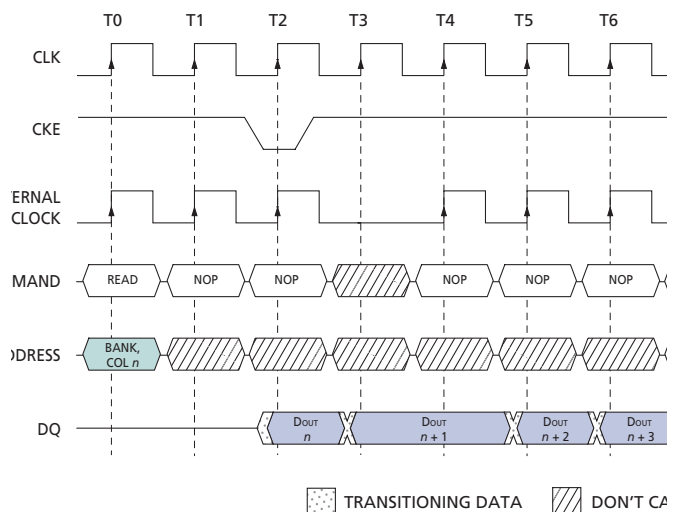 T0 T1 T2 T3 T4 T5 T6
CLK
CKE
ERNAL
CLOCK
MAND READ NOP NOP NOP NOP NOP
DDRESS BANK,
COL n
DQ DOUT DOUT DOUT DOUT
n n + 1 n + 2 n + 3
TRANSITIONING DATA DON'T CA